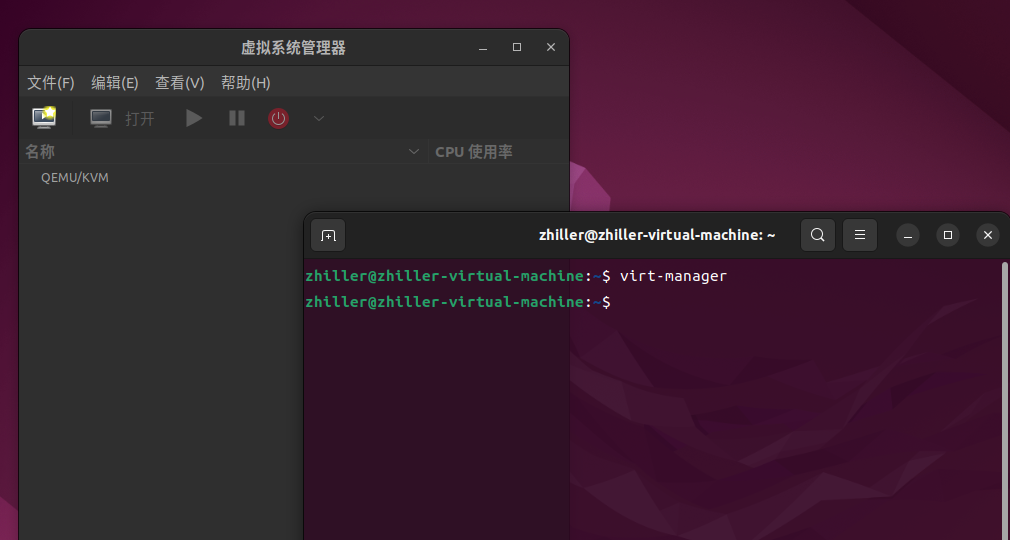 虚拟系统管理器
文件(F) 编辑(E) 查看(V) 帮助(H)
打开
名称 CPU 使用率
QEMU/KVM
zhiller@zhiller-virtual-machine: ~
zhiller@zhiller-virtual-machine:~$ virt-manager
zhiller@zhiller-virtual-machine:~$